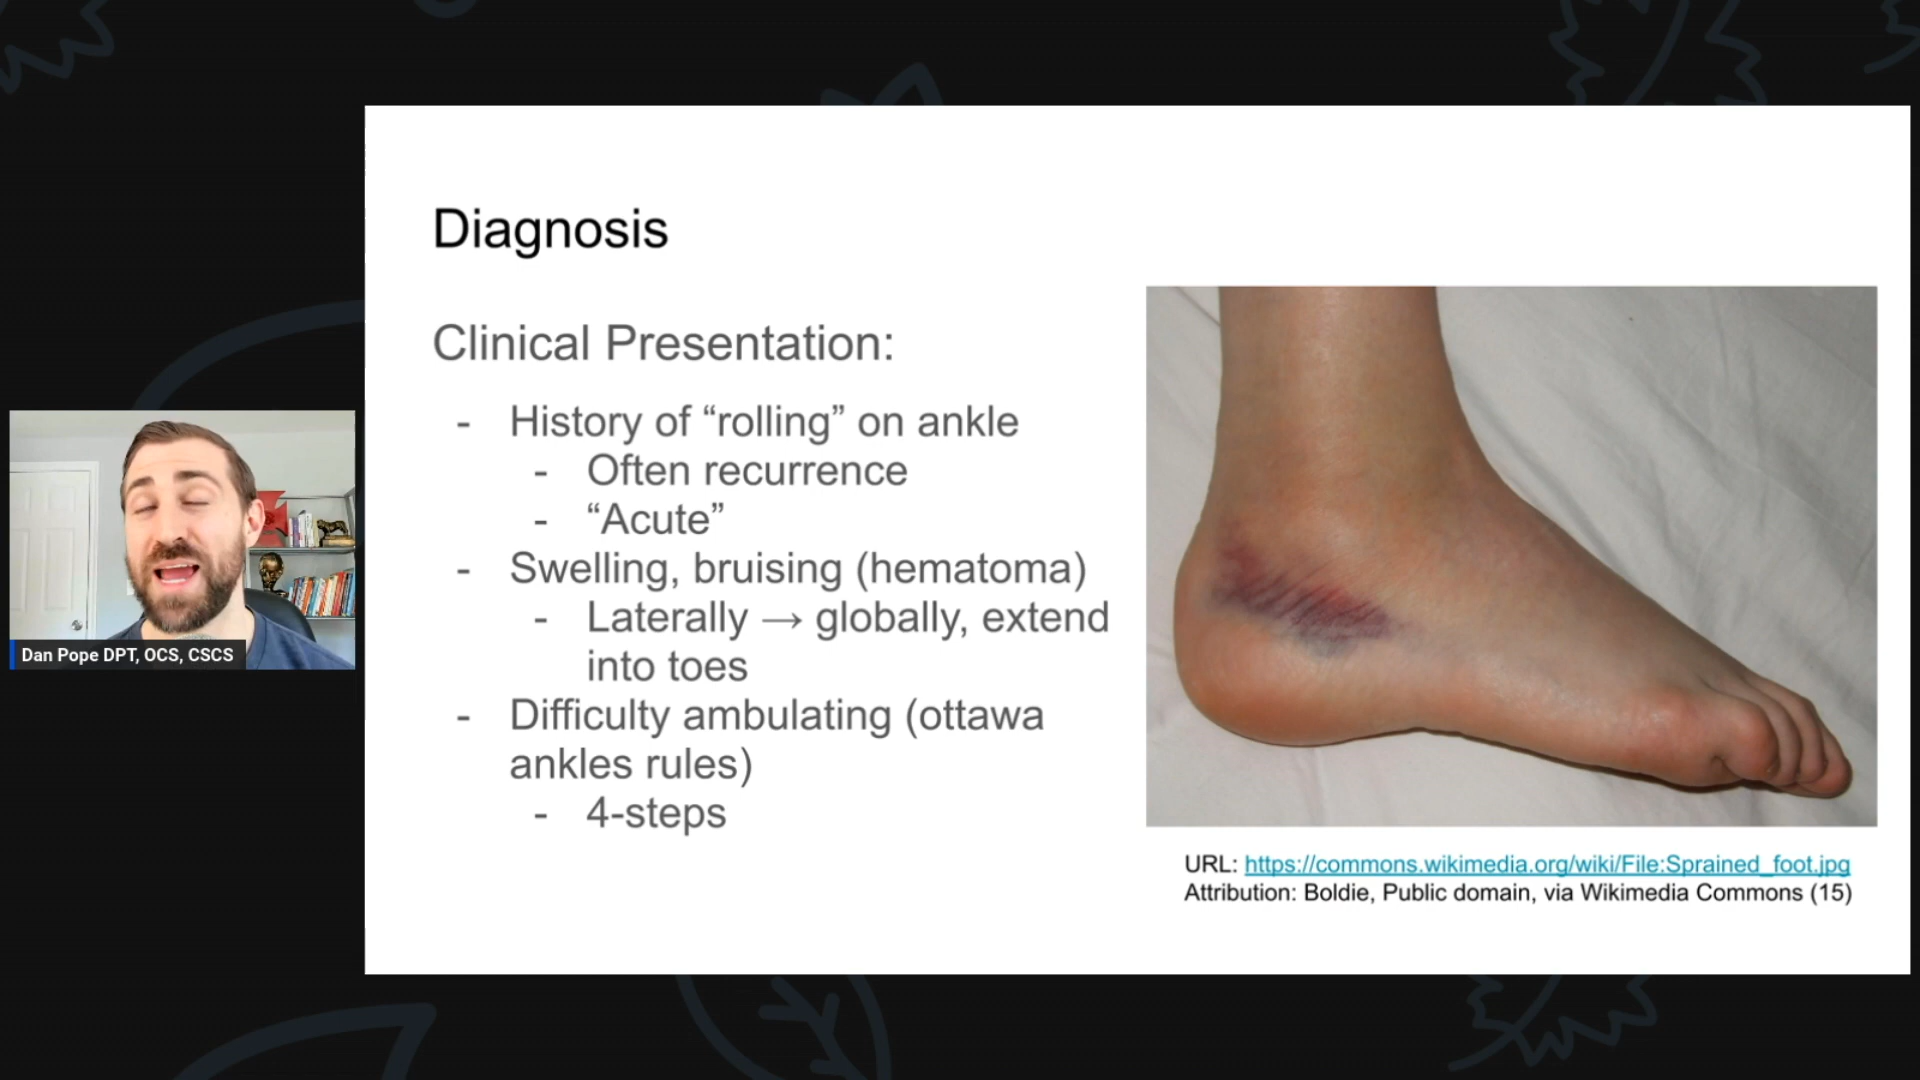 Diagnosis
Clinical Presentation:
- History of “rolling” on ankle
- Often recurrence
- “Acute”
- Swelling, bruising (hematoma)
- Laterally → globally, extend
into toes
- Difficulty ambulating (ottawa
ankles rules)
- 4-steps
URL: https://commons.wikimedia.org/wiki/File:Sprained_foot.jpg
Attribution: Boldie, Public domain, via Wikimedia Commons (15)
Dan Pope DPT, OCS, CSCS